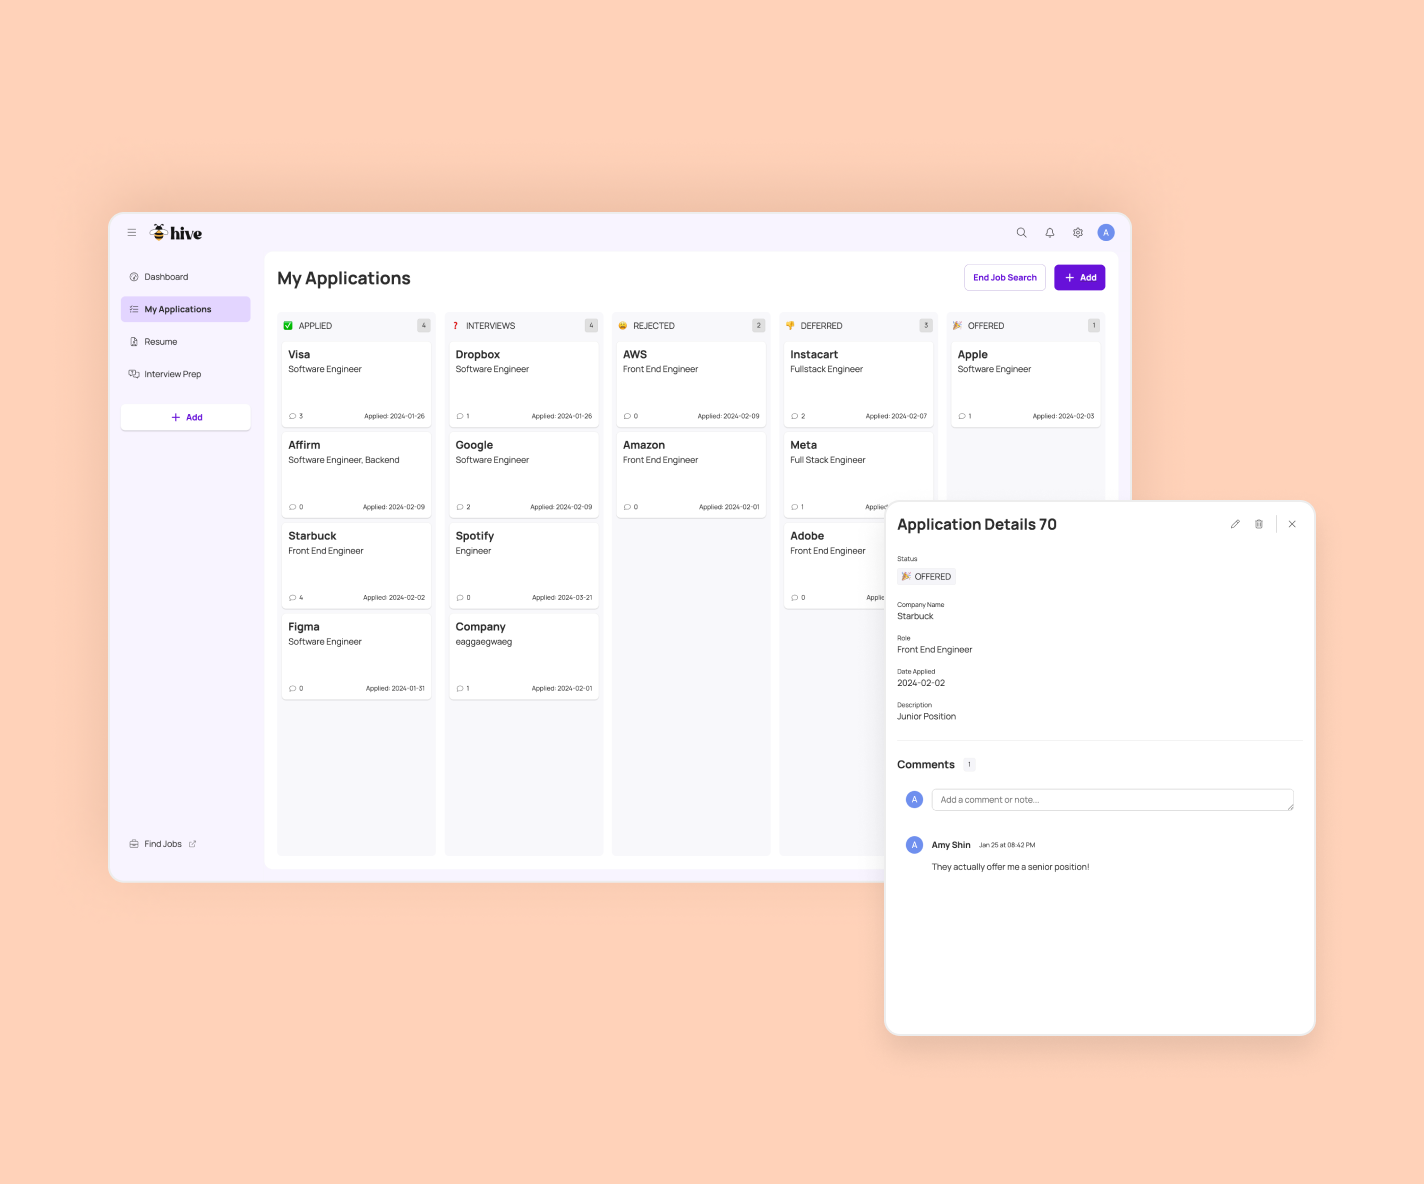 hive
A
Dashboard
My Applications
Resume
Interview Prep
+ Add
Find Jobs
My Applications
End Job Search
+ Add
APPLIED 4
Visa
Software Engineer
3 Applied: 2024-01-26
Affirm
Software Engineer, Backend
0 Applied: 2024-02-09
Starbuck
Front End Engineer
4 Applied: 2024-02-02
Figma
Software Engineer
0 Applied: 2024-01-31
INTERVIEWS 4
Dropbox
Software Engineer
1 Applied: 2024-01-26
Google
Software Engineer
2 Applied: 2024-02-09
Spotify
Engineer
0 Applied: 2024-03-21
Company
eaggaegwaeg
1 Applied: 2024-02-01
REJECTED 2
AWS
Front End Engineer
0 Applied: 2024-02-09
Amazon
Front End Engineer
0 Applied: 2024-02-01
DEFERRED 3
Instacart
Fullstack Engineer
2 Applied: 2024-02-07
Meta
Full Stack Engineer
1
Adobe
Front End Engineer
0
OFFERED 1
Apple
Software Engineer
1 Applied: 2024-02-03
Application Details 70
Status
OFFERED
Company Name
Starbuck
Role
Front End Engineer
Date Applied
2024-02-02
Description
Junior Position
Comments 1
A
Add a comment or note...
A
Amy Shin Jan 25 at 08:42 PM
They actually offer me a senior position!